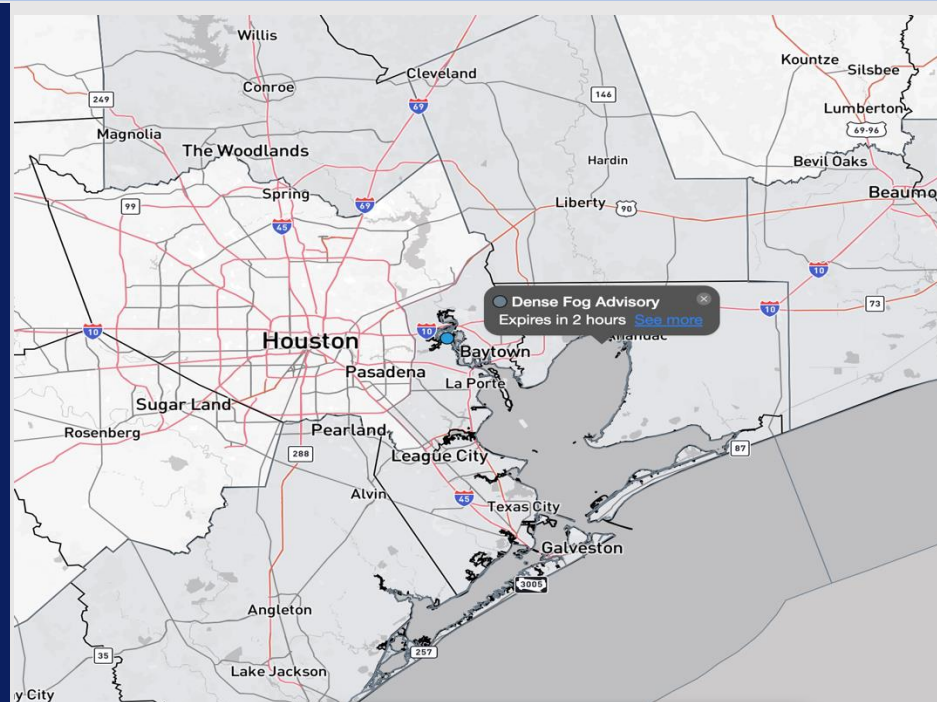 Willis
Kountze
Silsbee
Cleveland
Conroe
249
69
146
Lumberton
69-96
Magnolia
The Woodlands
Hardin
Bevil Oaks
Spring
Beaumo
99
69
Liberty
90
45
10
Dense Fog Advisory
Expires in 2 hours See more
10
73
10
10
Houston
Baytown
Pasadena
La Porte
Sugar Land
Rosenberg
Pearland
288
League City
87
Alvin
45
Texas City
Galveston
3005
Angleton
35
257
Lake Jackson
y City